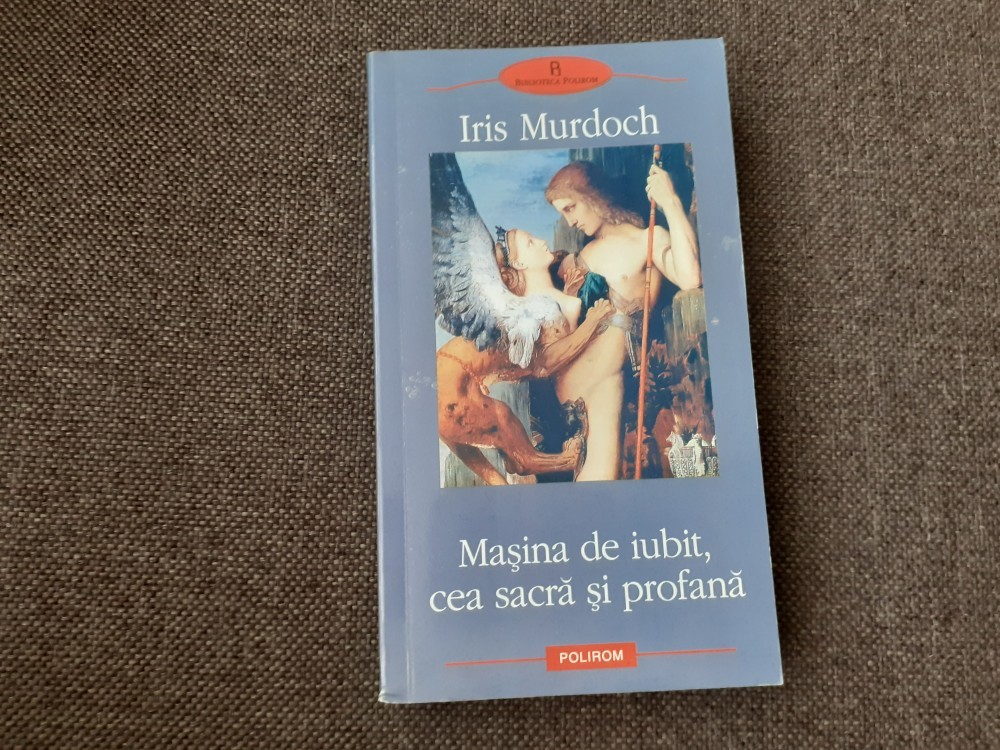 BIBLIOTECA POLIROM
Iris Murdoch
Maşina de iubit,
cea sacră şi profană
POLIROM